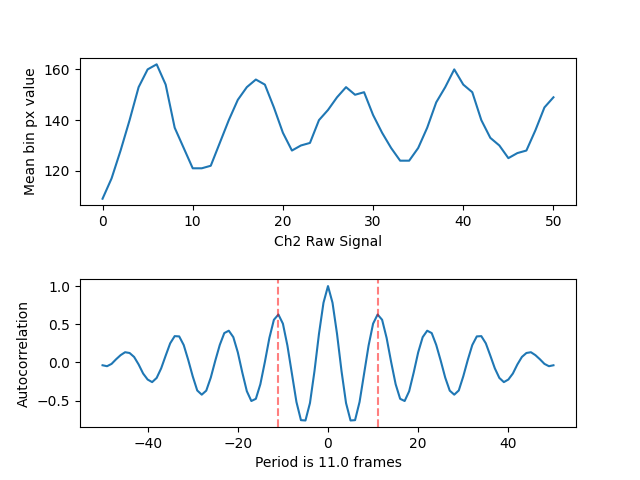 160
140
120
Mean bin px value
0 10 20 30 40 50
Ch2 Raw Signal
1.0
0.5
0.0
−0.5
Autocorrelation
−40 −20 0 20 40
Period is 11.0 frames